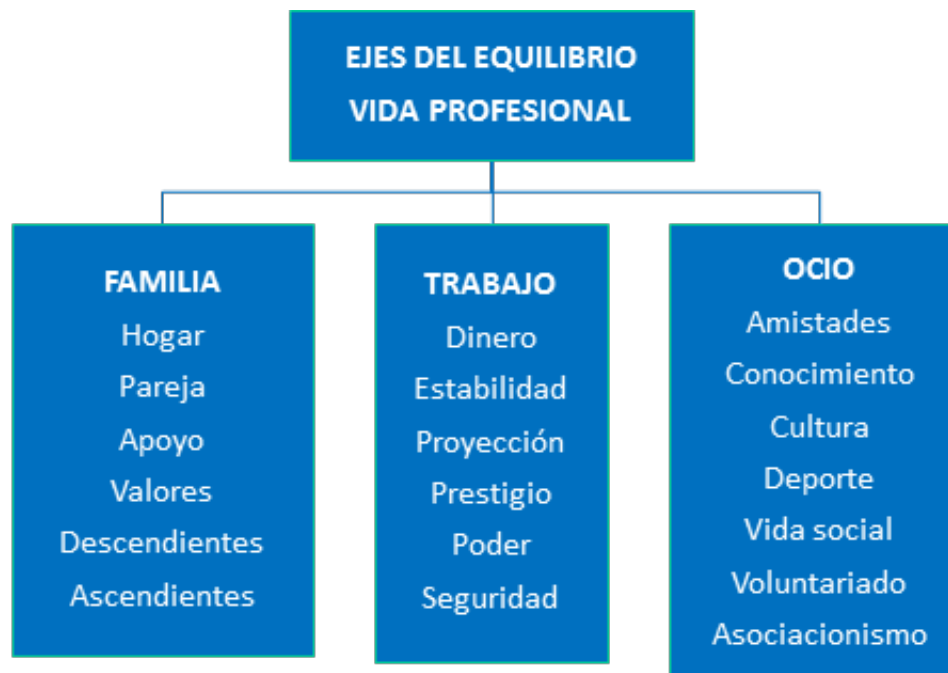 EJES DEL EQUILIBRIO
VIDA PROFESIONAL
FAMILIA
Hogar
Pareja
Apoyo
Valores
Descendientes
Ascendientes
TRABAJO
Dinero
Estabilidad
Proyección
Prestigio
Poder
Seguridad
OCIO
Amistades
Conocimiento
Cultura
Deporte
Vida social
Voluntariado
Asociacionismo